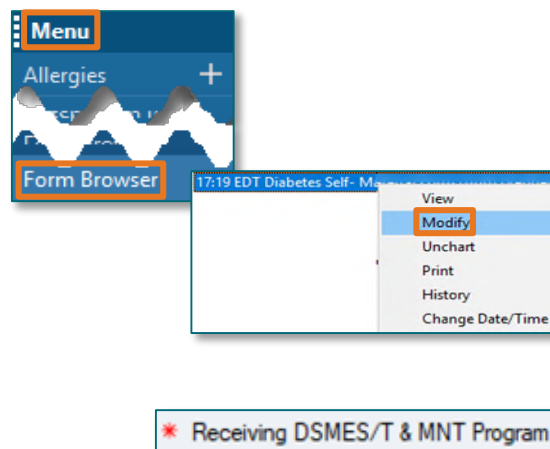 Menu
Allergies +
Form Browser
17:19 EDT Diabetes Self-
View
Modify
Unchart
Print
History
Change Date/Time
* Receiving DSMES/T & MNT Program